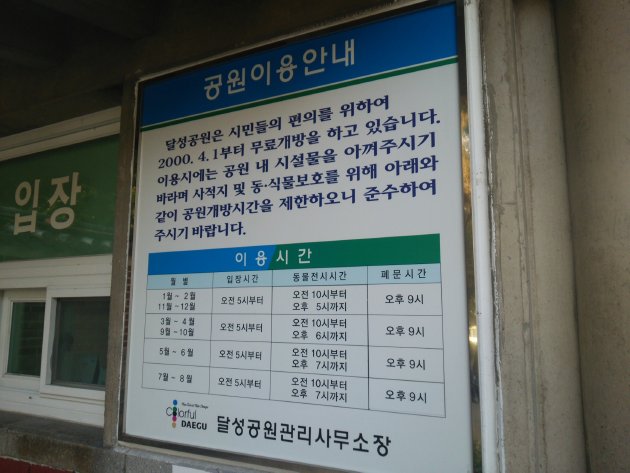 공원이용안내
달성공원은 시민들의 편의를 위하여
2000. 4. 1부터 무료개방을 하고 있습니다.
이용시에는 공원 내 시설물을 아껴주시기
바라며 사적지 및 동·식물보호를 위해 아래와
같이 공원개방시간을 제한하오니 준수하여
주시기 바랍니다.
입장
이 용 시 간
월 별 입장시간 동물전시시간 폐문시간
1월 ~ 2월 오전 10시부터
11월 ~ 12월 오전 5시부터 오후 5시까지 오후 9시
3월 ~ 4월 오전 10시부터
9월 ~ 10월 오전 5시부터 오후 6시까지 오후 9시
5월 ~ 6월 오전 5시부터 오전 10시부터 오후 9시
오후 7시까지
7월 ~ 8월 오전 5시부터 오전 10시부터 오후 9시
오후 7시까지
Colorful
DAEGU
달성공원관리사무소장